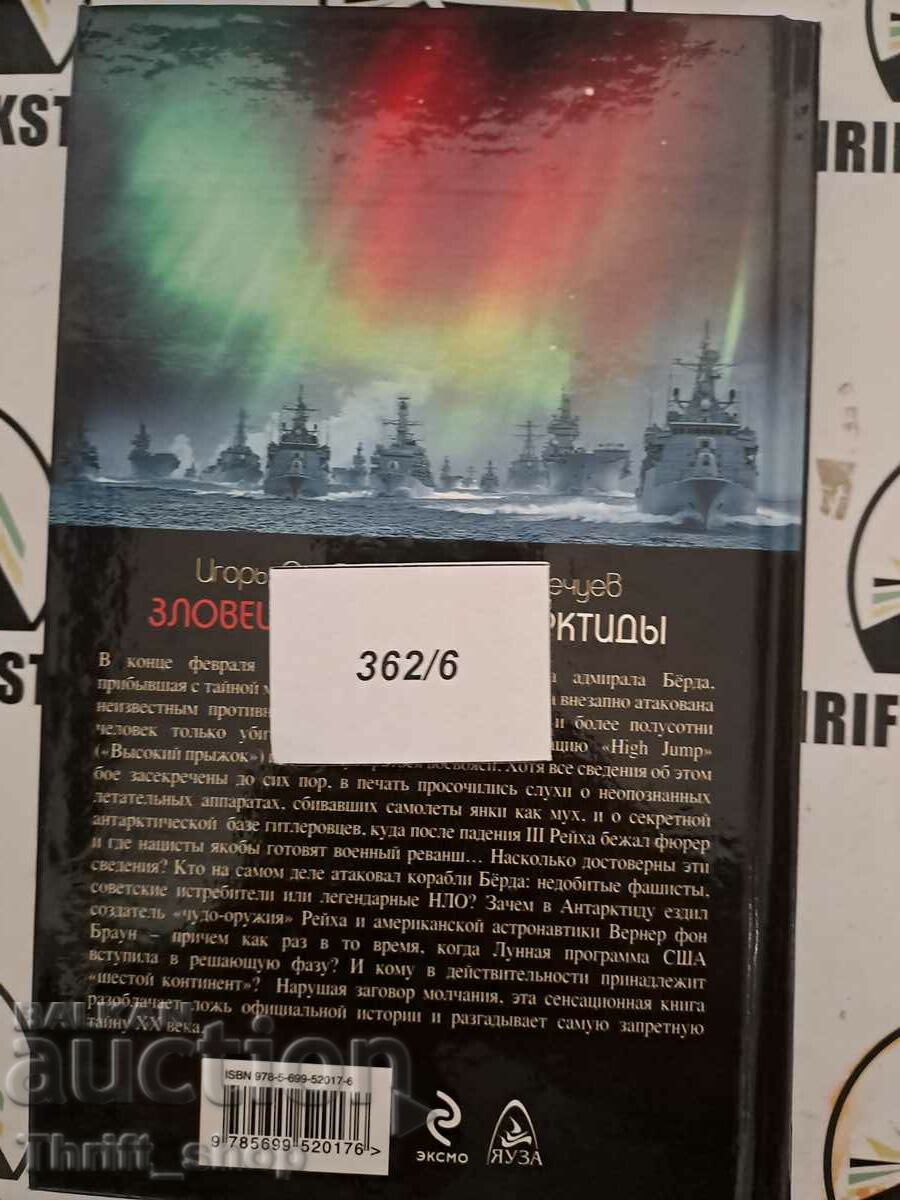 KST
IRIF
Игорь
ечуев
ЗЛОВЕЩ РКТИДЫ
362/6
В конце февраля адмирала Бёрда,
прибывшая с тайной внезапно атакована
неизвестным и более полусотни
человек только «High Jump»
(«Высокий прыжок») восвояси. Хотя все сведения об этом
бое засекречены до сих пор, в печать просочились слухи о неопознанных
летательных аппаратах, сбивавших самолеты янки как мух, и о секретной
антарктической базе гитлеровцев, куда после падения III Рейха бежал фюрер
и где нацисты якобы готовят военный реванш... Насколько достоверны эти
сведения? Кто на самом деле атаковал корабли Бёрда: недобитые фашисты,
советские истребители или легендарные НЛО? Зачем в Антарктиду ездил
создатель «чудо-оружия» Рейха и американской астронавтики Вернер фон
Браун – причем как раз в то время, когда Лунная программа США
вступила в решающую фазу? И кому в действительности принадлежит
«шестой континент»? Нарушая заговор молчания, эта сенсационная книга
разоблачает ложь официальной истории и разгадывает самую запретную
тайну XX века.
BALKAN
auction
Thrift_shop
ISBN 978-5-699-52017-6
9 785699 520176 >
ЭКСМО
ЯУЗА
IRIF
KST